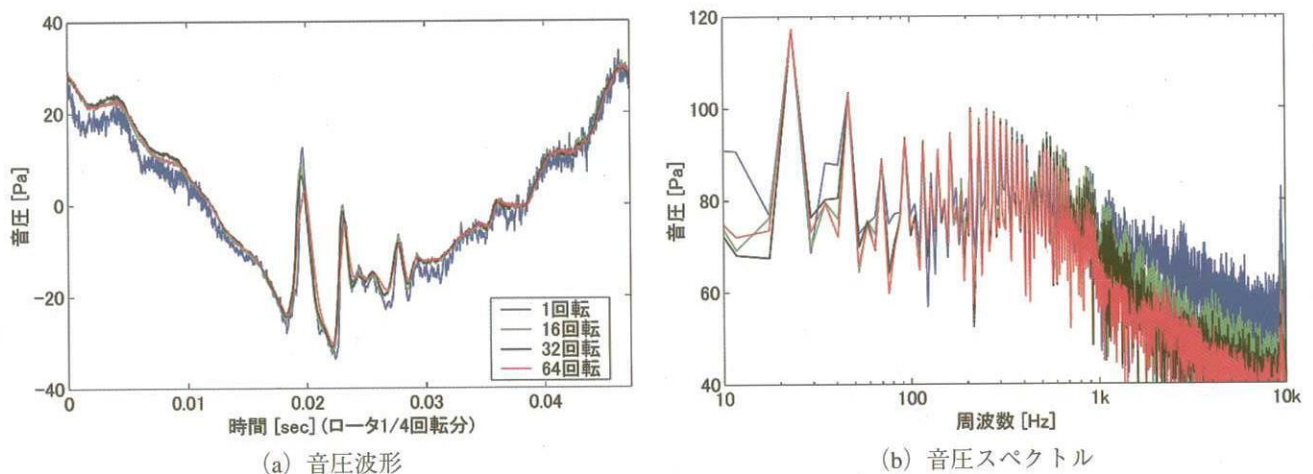 40
20
0
−20
−40
音圧 [Pa]
0
0.01
0.02
0.03
0.04
時間 [sec] (ロータ1/4回転分)
1回転
16回転
32回転
64回転
(a) 音圧波形
120
100
80
60
40
音圧 [Pa]
10
100
1k
10k
周波数 [Hz]
(b) 音圧スペクトル